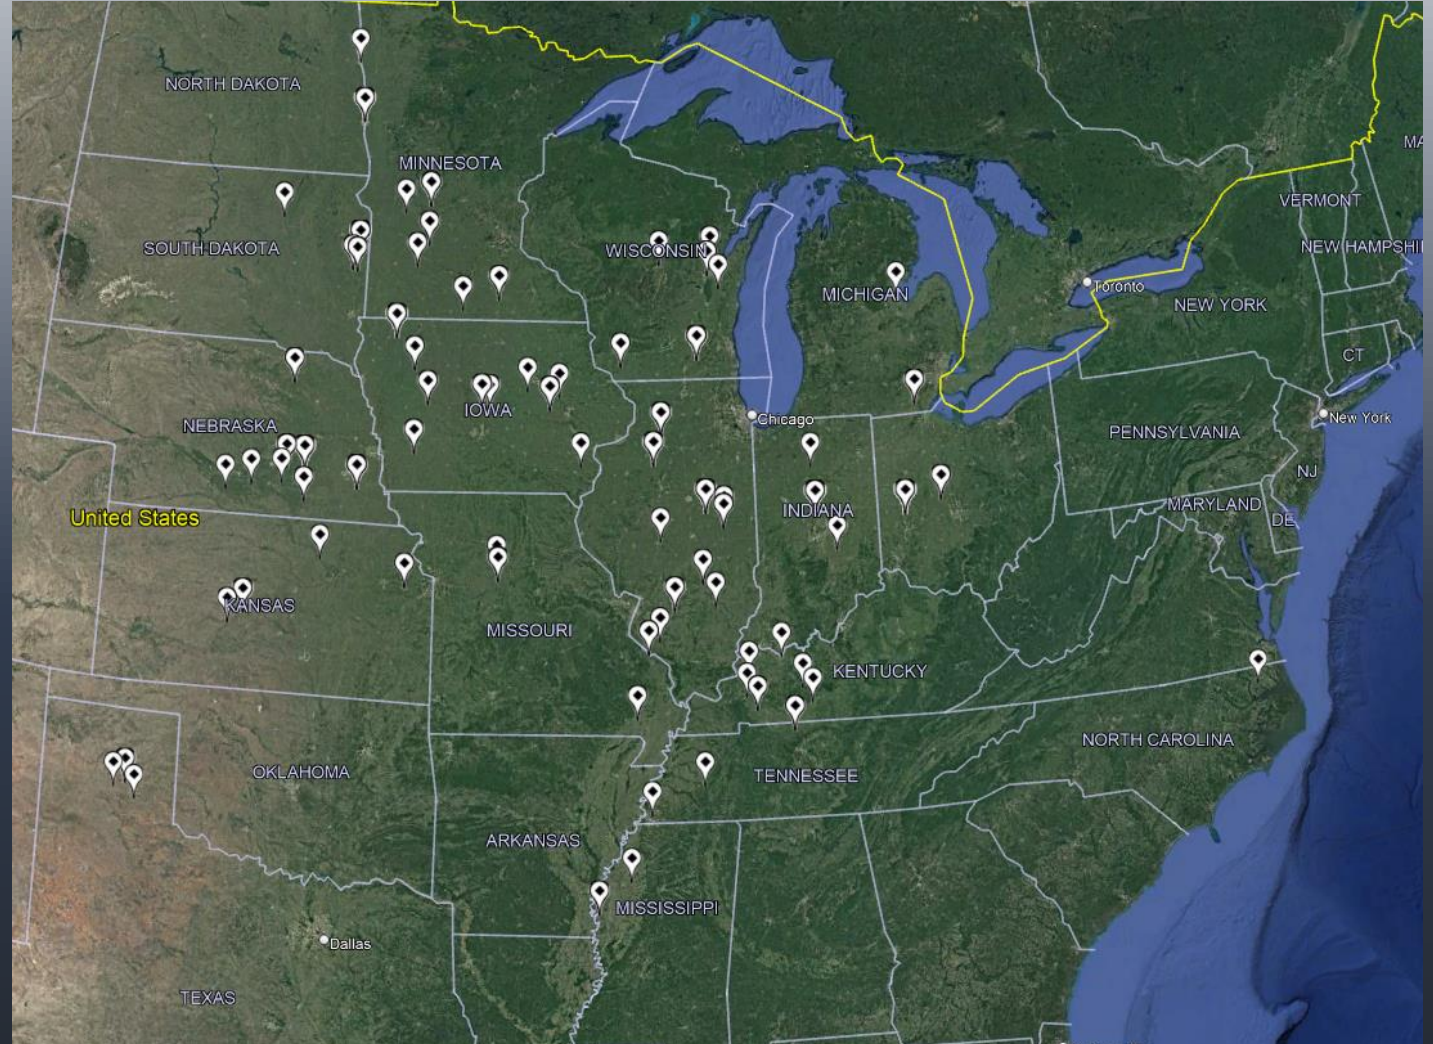 NORTH DAKOTA
MA
MINNESOTA
VERMONT
SOUTH DAKOTA
WISCONSIN
NEW HAMPSHI
MICHIGAN
Toronto
NEW YORK
CT
NEBRASKA
IOWA
Chicago
PENNSYLVANIA
New York
NJ
United States
INDIANA
MARYLAND
DE
KANSAS
MISSOURI
KENTUCKY
OKLAHOMA
TENNESSEE
NORTH CAROLINA
ARKANSAS
MISSISSIPPI
Dallas
TEXAS